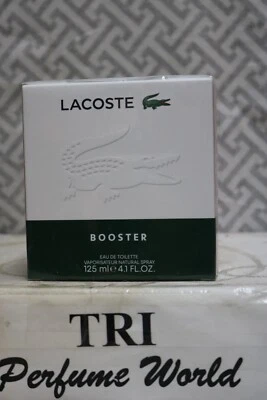 LACOSTE
BOOSTER
EAU DE TOILETTE
VAPORISATEUR NATURAL SPRAY
125 ml e 4.1 FL.OZ.
TRI
Perfume World